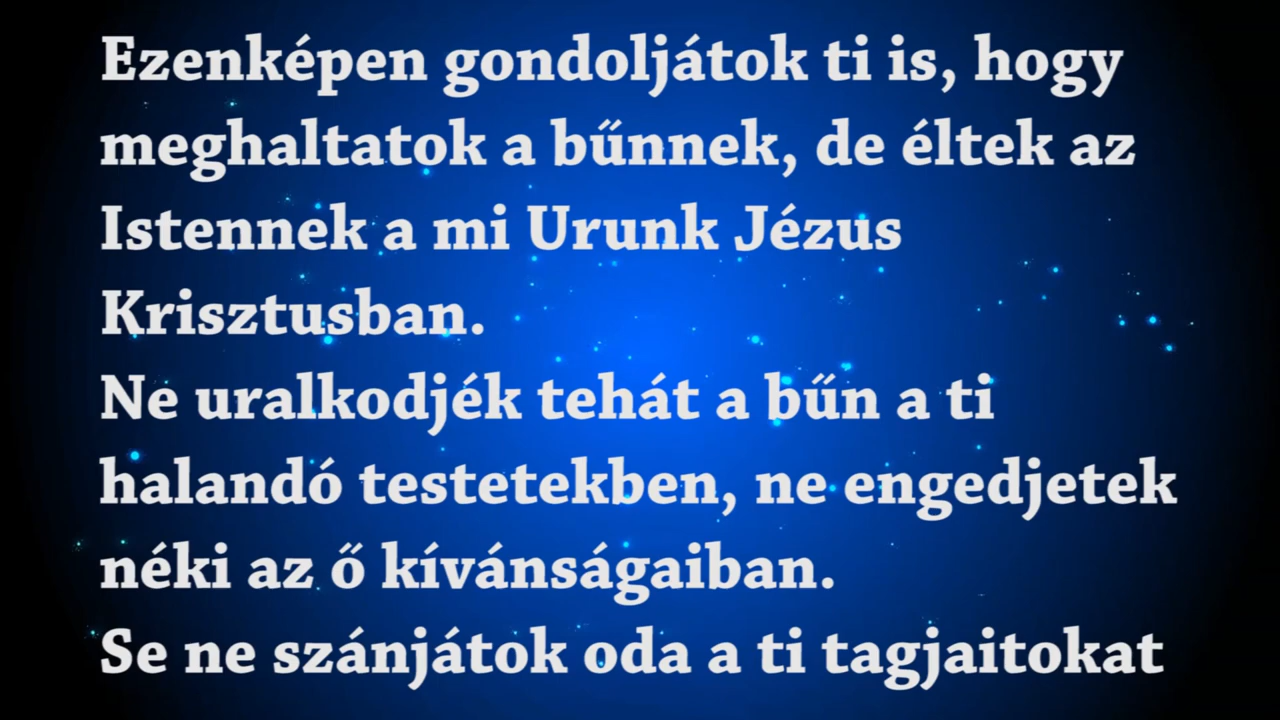 Ezenképen gondoljátok ti is, hogy
meghaltatok a bűnnek, de éltek az
Istennek a mi Urunk Jézus
Krisztusban.
Ne uralkodjék tehát a bűn a ti
halandó testetekben, ne engedjetek
néki az ő kívánságaiban.
Se ne szánjátok oda a ti tagjaitokat